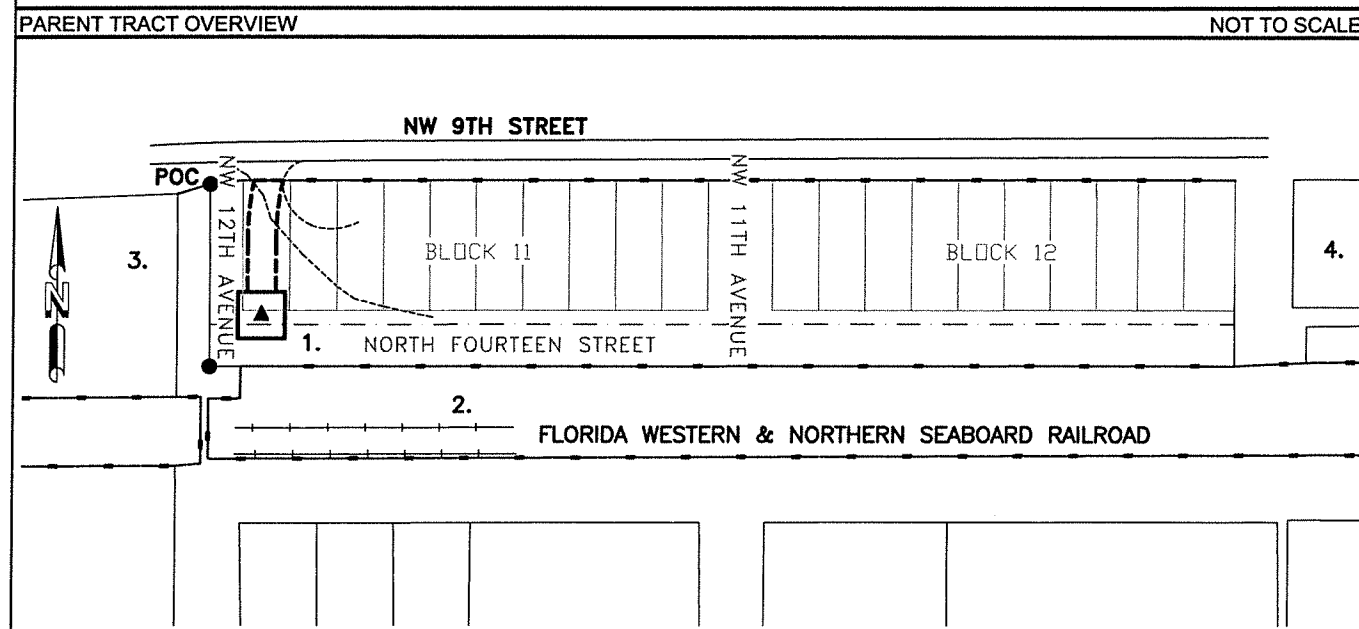 PARENT TRACT OVERVIEW
NOT TO SCALE
NW 9TH STREET
POC
NW 12TH AVENUE
NW 11TH AVENUE
3.
N
BLOCK 11
BLOCK 12
4.
1.
NORTH FOURTEEN STREET
2.
FLORIDA WESTERN & NORTHERN SEABOARD RAILROAD